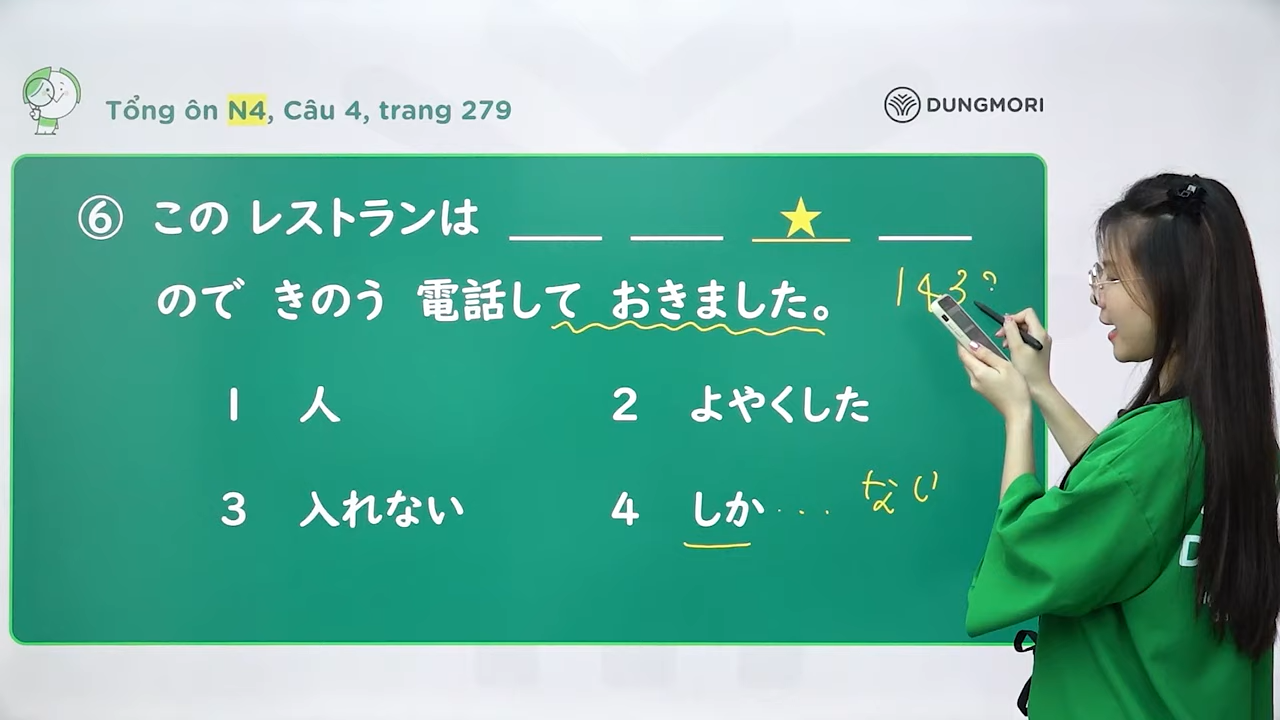 Tổng ôn N4, Câu 4, trang 279
DUNGMORI
⑥ この レストランは ＿＿ ＿＿ ★ ＿＿
ので きのう 電話して おきました。
143?
1 人
2 よやくした
3 入れない
4 しか... ない